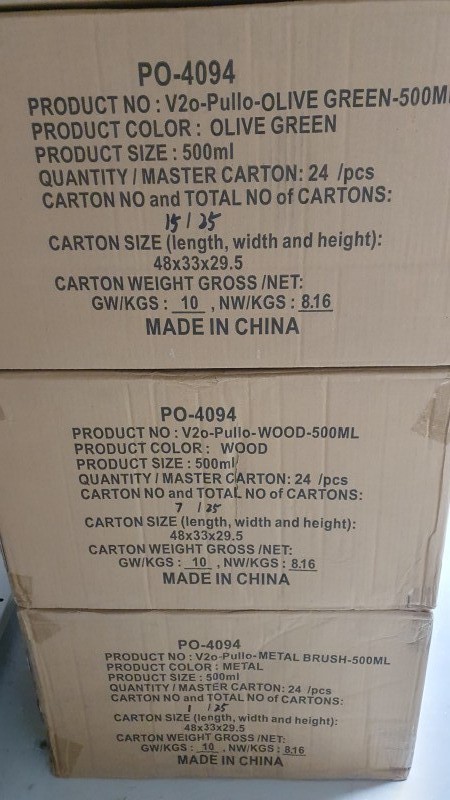 PO-4094
PRODUCT NO : V2o-Pullo-OLIVE GREEN-500M
PRODUCT COLOR : OLIVE GREEN
PRODUCT SIZE : 500ml
QUANTITY / MASTER CARTON: 24 /pcs
CARTON NO and TOTAL NO of CARTONS:
15 / 25
CARTON SIZE (length, width and height):
48x33x29.5
CARTON WEIGHT GROSS /NET:
GW/KGS : 10 , NW/KGS : 8.16
MADE IN CHINA
PO-4094
PRODUCT NO : V2o-Pullo-WOOD-500ML
PRODUCT COLOR : WOOD
PRODUCT SIZE : 500ml
QUANTITY / MASTER CARTON: 24 /pcs
CARTON NO and TOTAL NO of CARTONS:
7 / 25
CARTON SIZE (length, width and height):
48x33x29.5
CARTON WEIGHT GROSS /NET:
GW/KGS : 10 , NW/KGS : 8.16
MADE IN CHINA
PO-4094
PRODUCT NO : V2o-Pullo-METAL BRUSH-500ML
PRODUCT COLOR : METAL
PRODUCT SIZE : 500ml
QUANTITY / MASTER CARTON: 24 /pcs
CARTON NO and TOTAL NO of CARTONS:
1 / 25
CARTON SIZE (length, width and height):
48x33x29.5
CARTON WEIGHT GROSS /NET:
GW/KGS : 10 , NW/KGS : 8.16
MADE IN CHINA